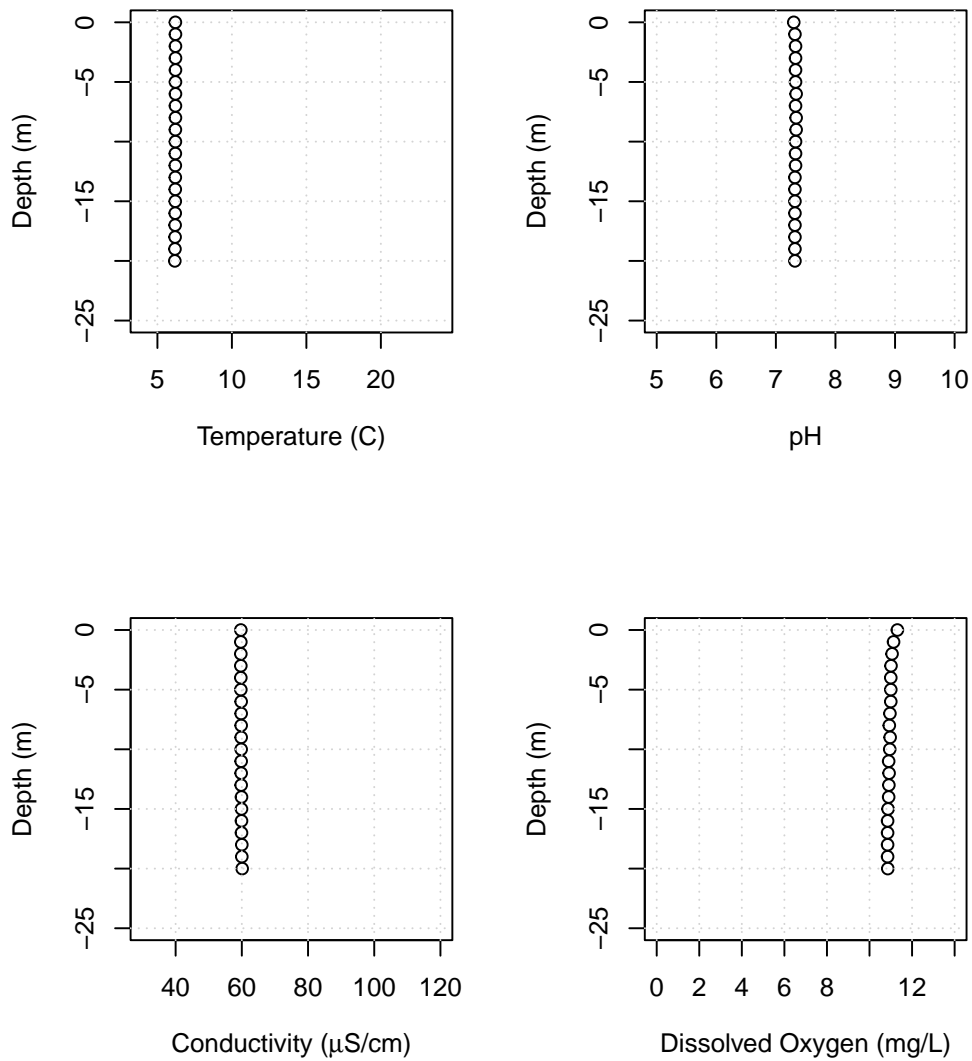 0
−5
−15
−25
Depth (m)
5 10 15 20
Temperature (C)
0
−5
−15
−25
Depth (m)
5 6 7 8 9 10
pH
0
−5
−15
−25
Depth (m)
40 60 80 100 120
Conductivity (μS/cm)
0
−5
−15
−25
Depth (m)
0 2 4 6 8 12
Dissolved Oxygen (mg/L)